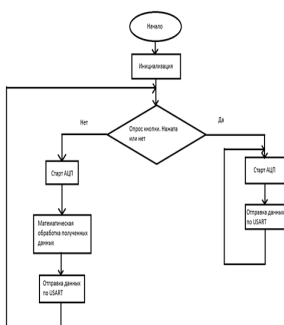 Начало
Инициализация
Нет
Да
Опрос кнопки. Нажата
или нет
Старт АЦП
Старт АЦП
Математическая
обработка полученных
данных
Отправка данных
по USART
Отправка данных
по USART